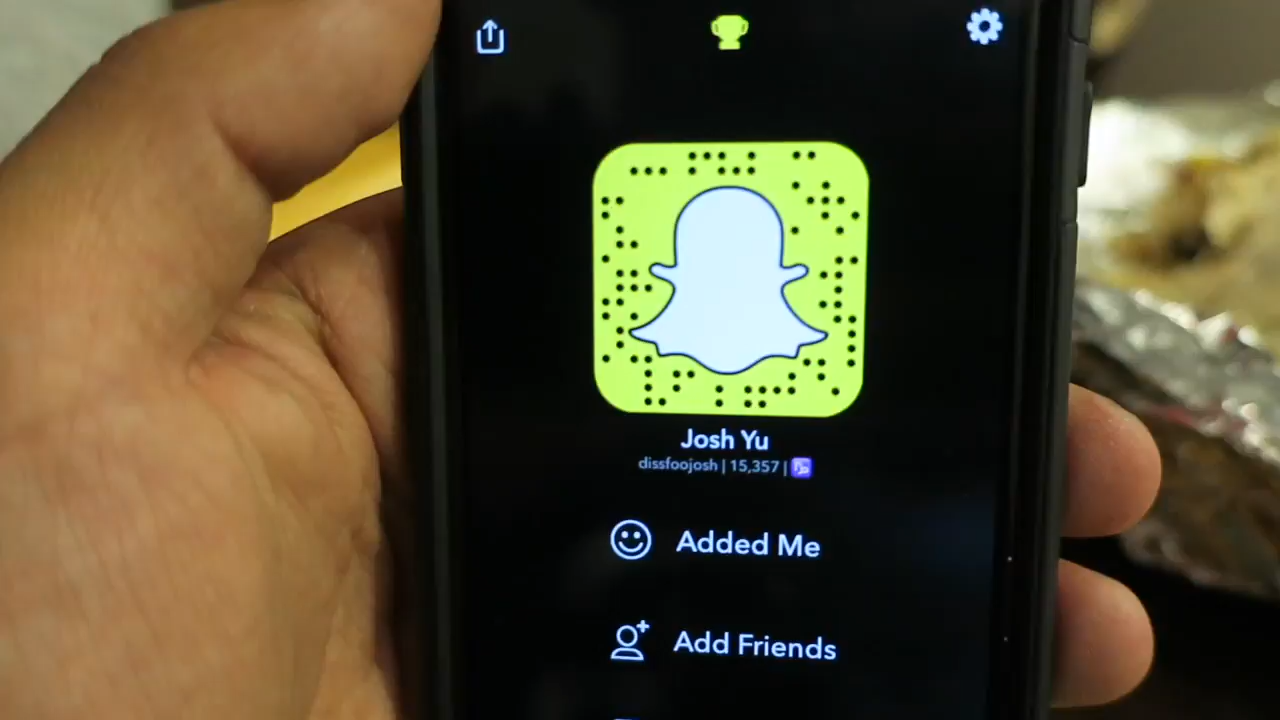 Josh Yu
dissfoojosh | 15,357 | ♑
Added Me
Add Friends